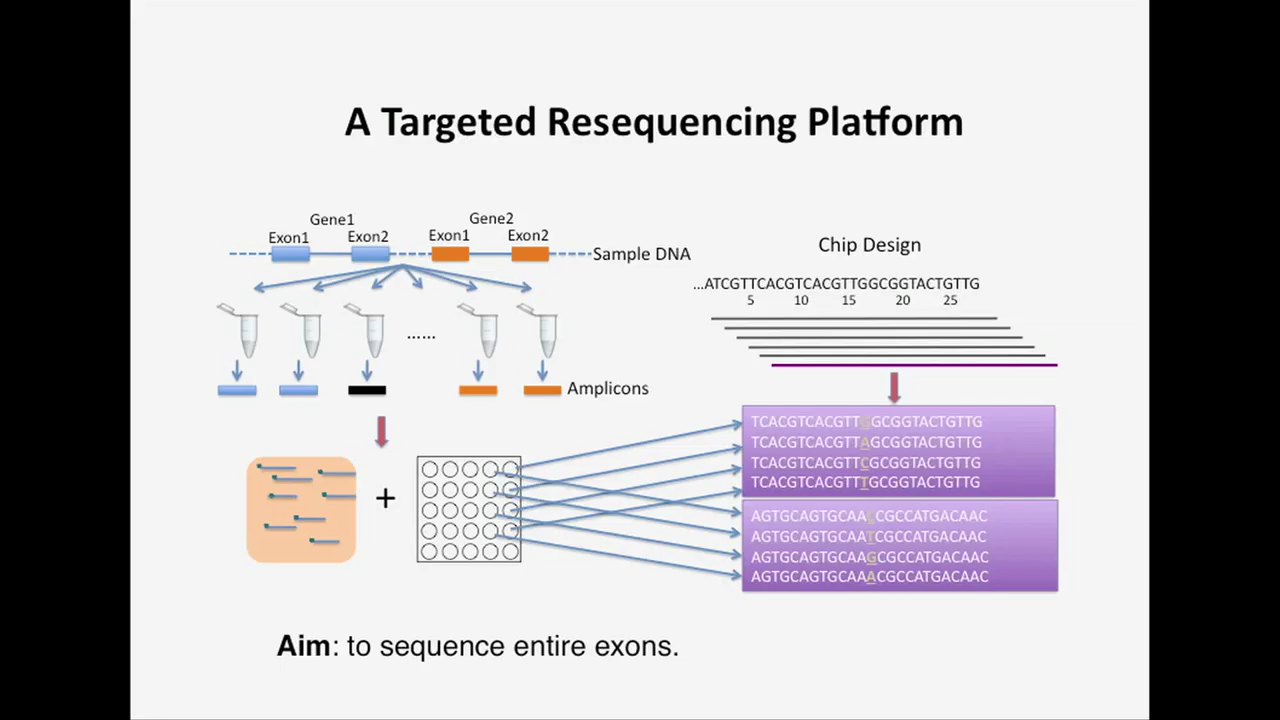 A Targeted Resequencing Platform
Gene1
Gene2
Exon1
Exon2
Exon1
Exon2
Sample DNA
......
Amplicons
+
Chip Design
...ATCGTTCACGTCACGTTGGCGGTACTGTTG
5 10 15 20 25
TCACGTCACGTTGGCGGTACTGTTG
TCACGTCACGTTAGCGGTACTGTTG
TCACGTCACGTTCGCGGTACTGTTG
TCACGTCACGTTTGCGGTACTGTTG
AGTGCAGTGCAACCGCCATGACAAC
AGTGCAGTGCAATCGCCATGACAAC
AGTGCAGTGCAAGCGCCATGACAAC
AGTGCAGTGCAAACGCCATGACAAC
Aim: to sequence entire exons.